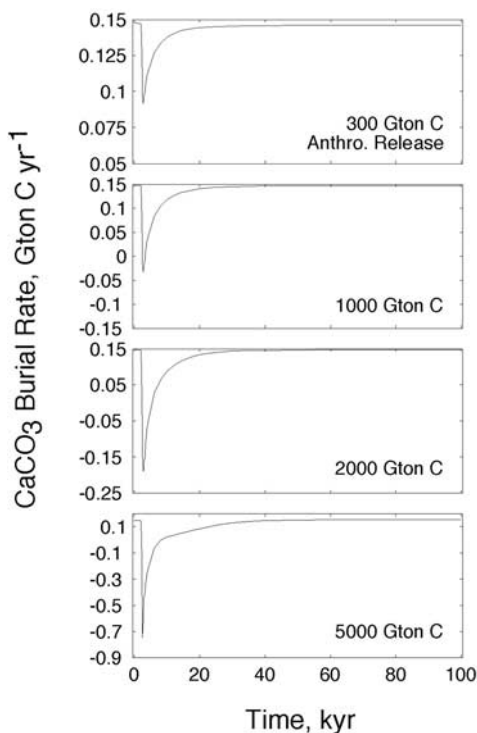 CaCO3 Burial Rate, Gton C yr-1
0.15
0.125
0.1
0.075
0.05
300 Gton C
Anthro. Release
0.15
0.1
0.05
0
-0.05
-0.1
-0.15
1000 Gton C
0.15
0.05
-0.05
-0.15
-0.25
2000 Gton C
0.1
-0.1
-0.3
-0.5
-0.7
-0.9
5000 Gton C
0 20 40 60 80 100
Time, kyr